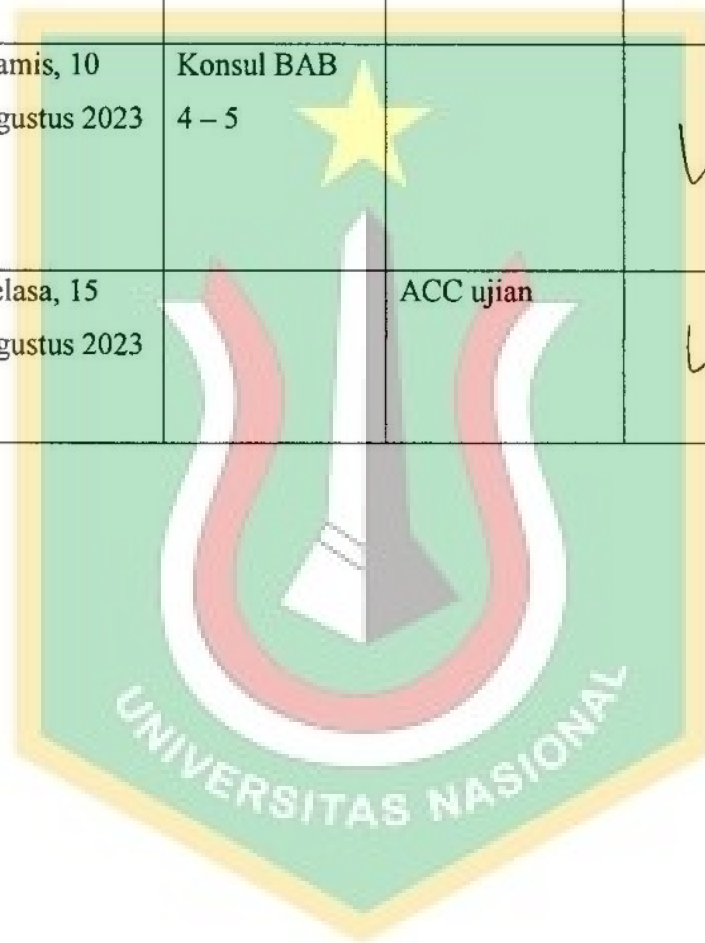 amis, 10
gustus 2023
Konsul BAB
4 – 5
elasa, 15
gustus 2023
ACC ujian
UNIVERSITAS NASIONAL